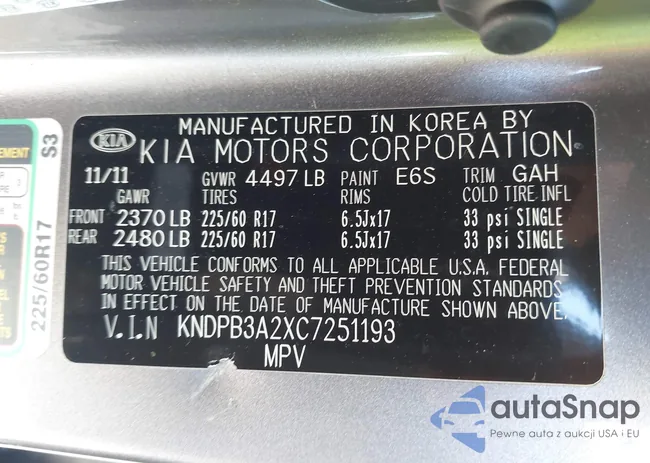 MANUFACTURED IN KOREA BY
KIA KIA MOTORS CORPORATION
11/11 GVWR 4497 LB PAINT E6S TRIM GAH
GAWR TIRES RIMS COLD TIRE INFL
FRONT 2370 LB 225/60 R17 6.5Jx17 33 psi SINGLE
REAR 2480 LB 225/60 R17 6.5Jx17 33 psi SINGLE
THIS VEHICLE CONFORMS TO ALL APPLICABLE U.S.A. FEDERAL
MOTOR VEHICLE SAFETY AND THEFT PREVENTION STANDARDS
IN EFFECT ON THE DATE OF MANUFACTURE SHOWN ABOVE.
V.I.N KNDPB3A2XC7251193
MPV
225/60R17 S3
autaSnap
Pewne auta z aukcji USA i EU